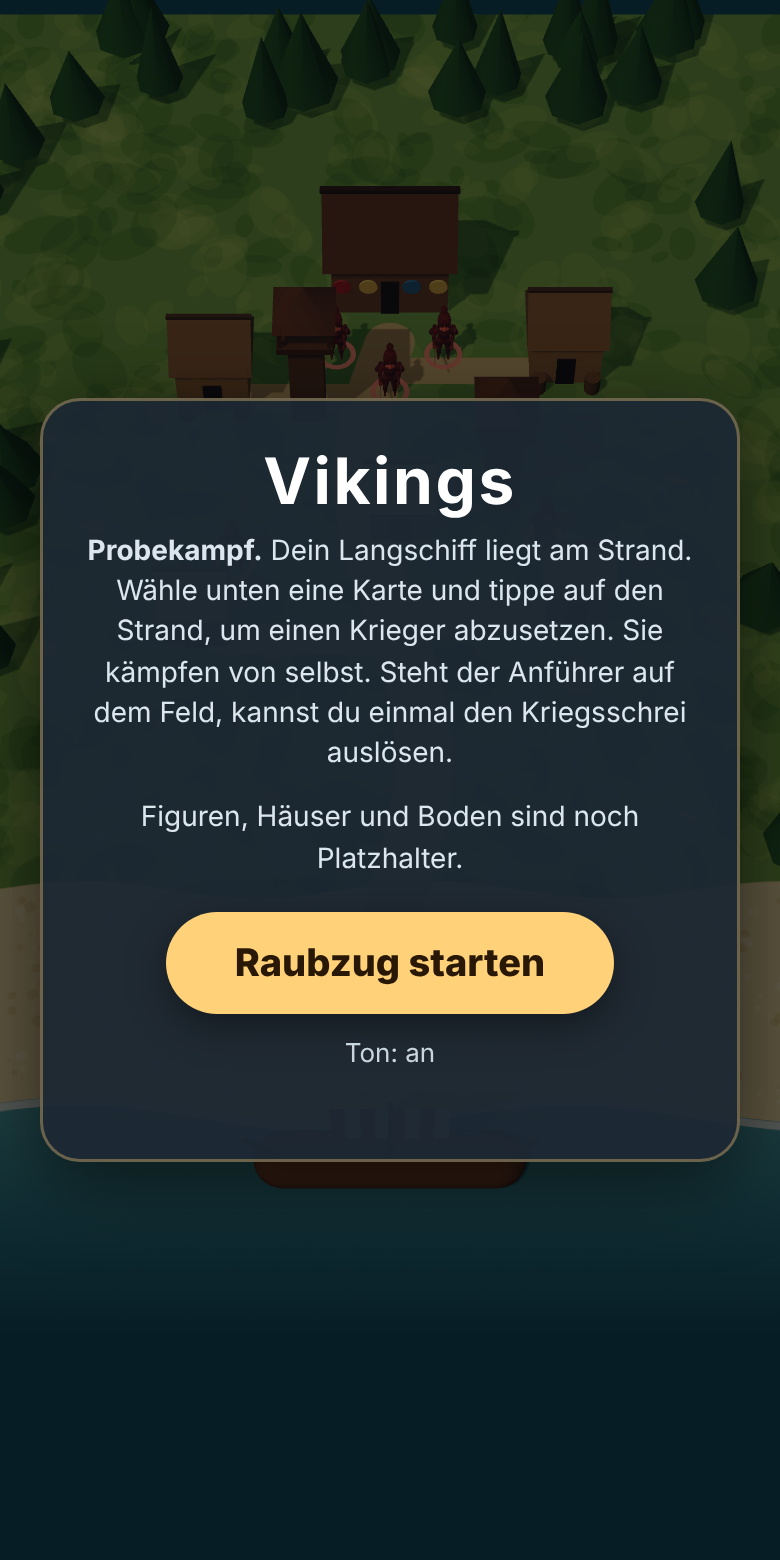 Vikings
Probekampf. Dein Langschiff liegt am Strand.
Wähle unten eine Karte und tippe auf den
Strand, um einen Krieger abzusetzen. Sie
kämpfen von selbst. Steht der Anführer auf
dem Feld, kannst du einmal den Kriegsschrei
auslösen.
Figuren, Häuser und Boden sind noch
Platzhalter.
Raubzug starten
Ton: an